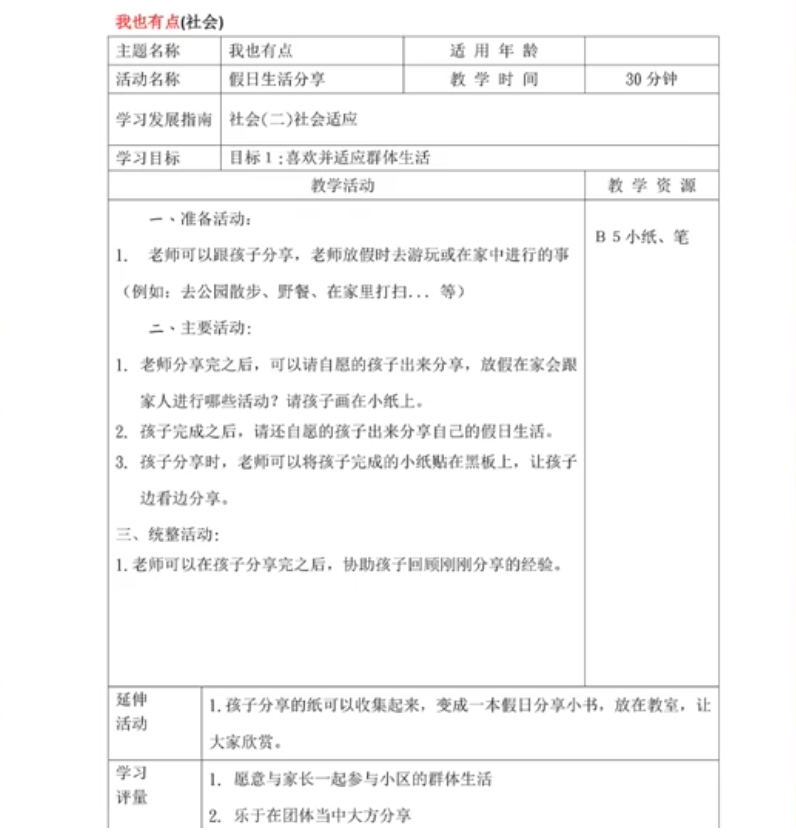 我也有点(社会)
主题名称 我也有点 适用年龄
活动名称 假日生活分享 教学时间 30分钟
学习发展指南 社会(二)社会适应
学习目标 目标1:喜欢并适应群体生活
教学活动 教学资源
一、准备活动:
B5小纸、笔
1. 老师可以跟孩子分享，老师放假时去游玩或在家中进行的事
（例如：去公园散步、野餐、在家里打扫...等）
二、主要活动:
1. 老师分享完之后，可以请自愿的孩子出来分享，放假在家会跟
家人进行哪些活动？请孩子画在小纸上。
2. 孩子完成之后，请还自愿的孩子出来分享自己的假日生活。
3. 孩子分享时，老师可以将孩子完成的小纸贴在黑板上，让孩子
边看边分享。
三、统整活动:
1.老师可以在孩子分享完之后，协助孩子回顾刚刚分享的经验。
延伸
活动
1.孩子分享的纸可以收集起来，变成一本假日分享小书，放在教室，让
大家欣赏。
学习
评量
1. 愿意与家长一起参与小区的群体生活
2. 乐于在团体当中大方分享